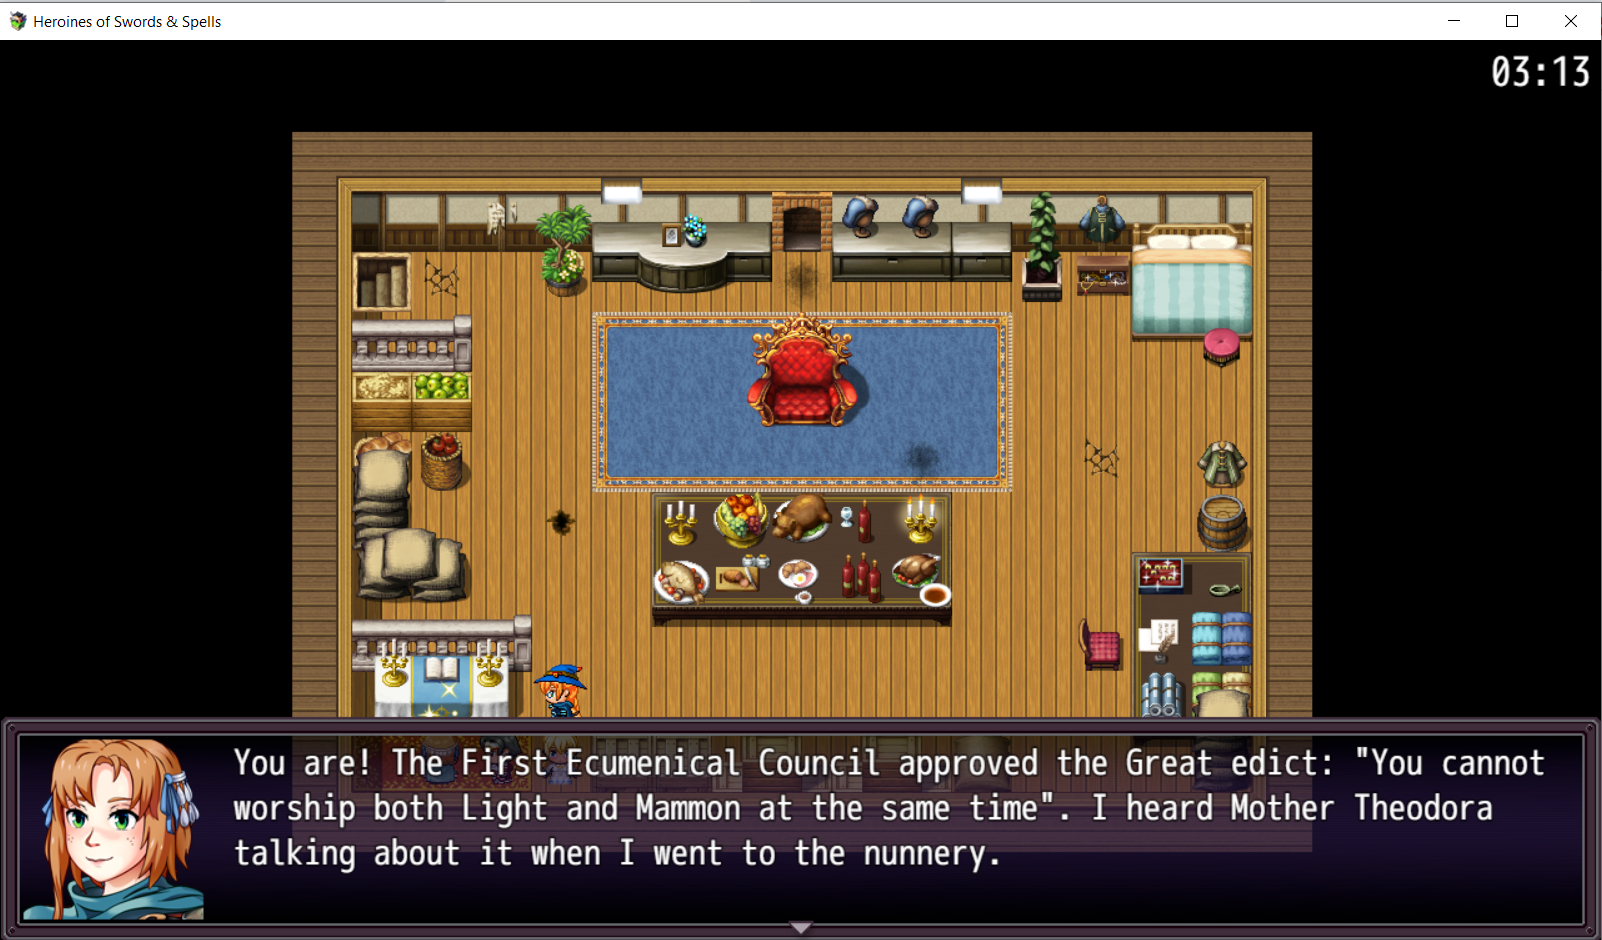 Heroines of Swords & Spells
03:13
You are! The First Ecumenical Council approved the Great edict: "You cannot
worship both Light and Mammon at the same time". I heard Mother Theodora
talking about it when I went to the nunnery.